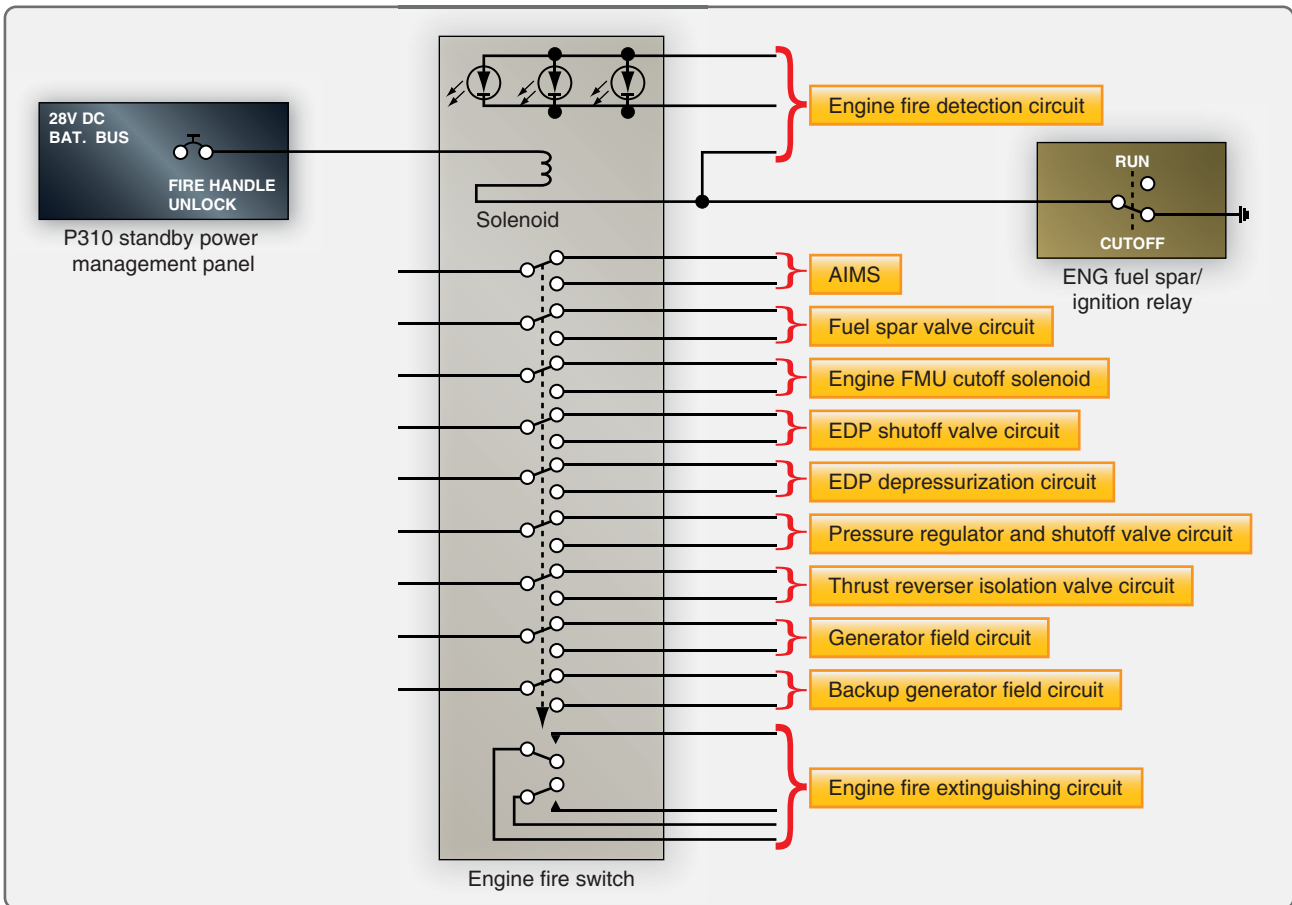 28V DC
BAT. BUS
FIRE HANDLE
UNLOCK
P310 standby power
management panel
Solenoid
Engine fire detection circuit
RUN
CUTOFF
ENG fuel spar/
ignition relay
AIMS
Fuel spar valve circuit
Engine FMU cutoff solenoid
EDP shutoff valve circuit
EDP depressurization circuit
Pressure regulator and shutoff valve circuit
Thrust reverser isolation valve circuit
Generator field circuit
Backup generator field circuit
Engine fire extinguishing circuit
Engine fire switch